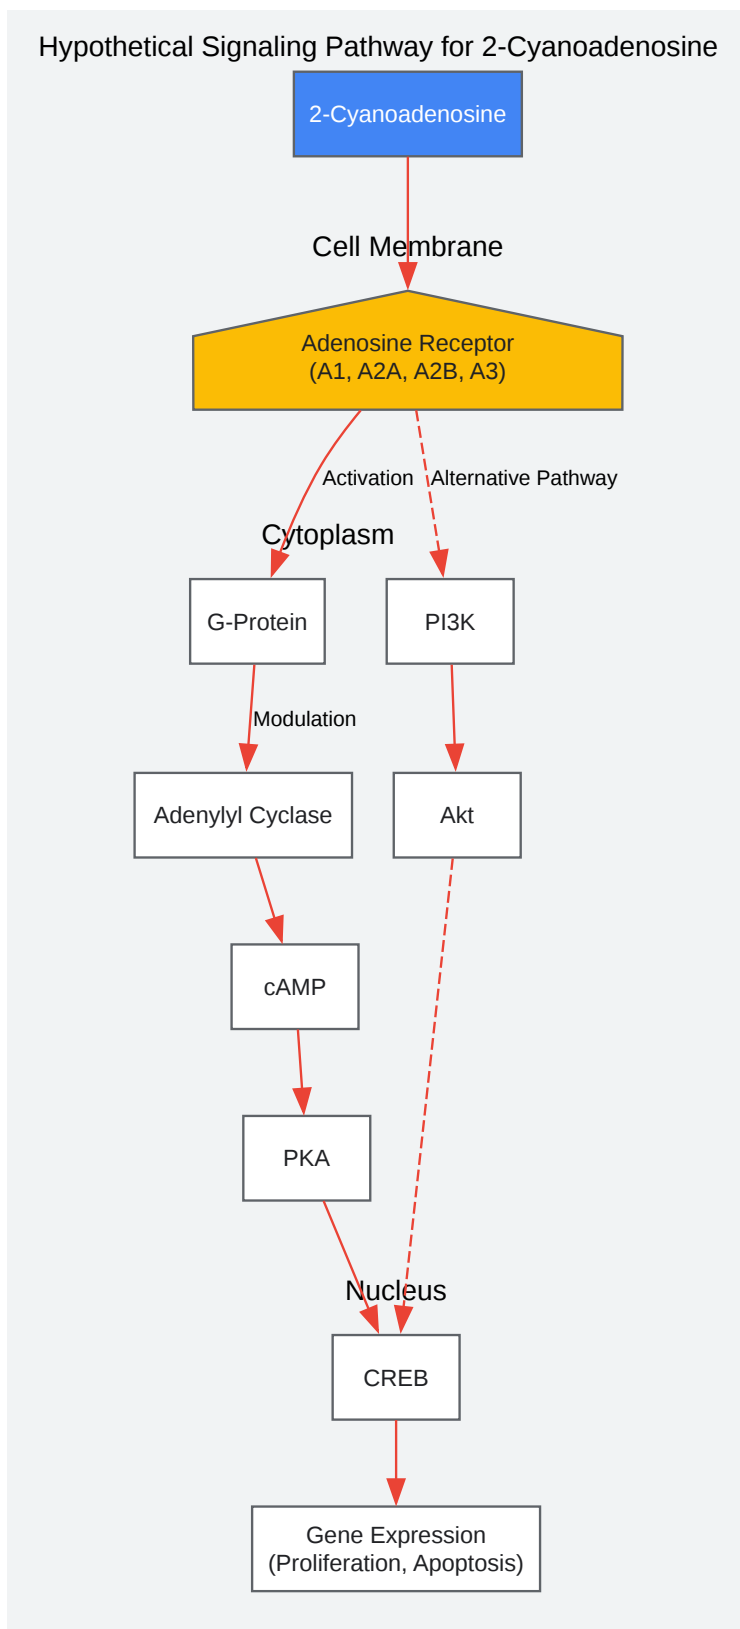 Hypothetical Signaling Pathway for 2-Cyanoadenosine
2-Cyanoadenosine
Cell Membrane
Adenosine Receptor
(A1, A2A, A2B, A3)
Activation
Alternative Pathway
Cytoplasm
G-Protein
PI3K
Modulation
Adenylyl Cyclase
Akt
cAMP
PKA
Nucleus
CREB
Gene Expression
(Proliferation, Apoptosis)